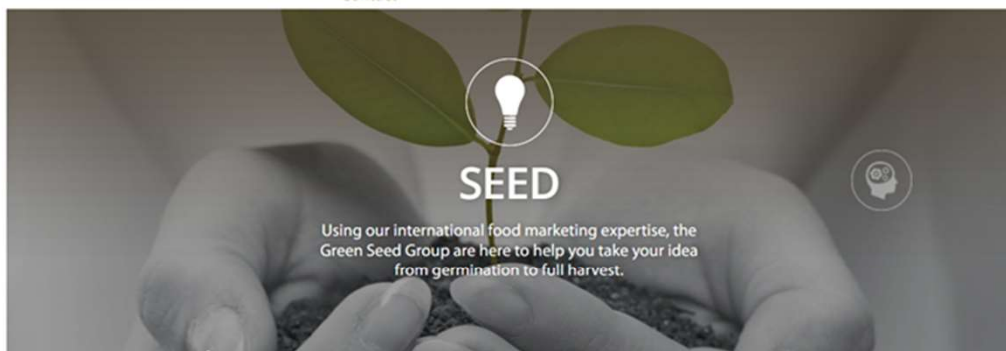 SEED
Using our international food marketing expertise, the
Green Seed Group are here to help you take your idea
from germination to full harvest.